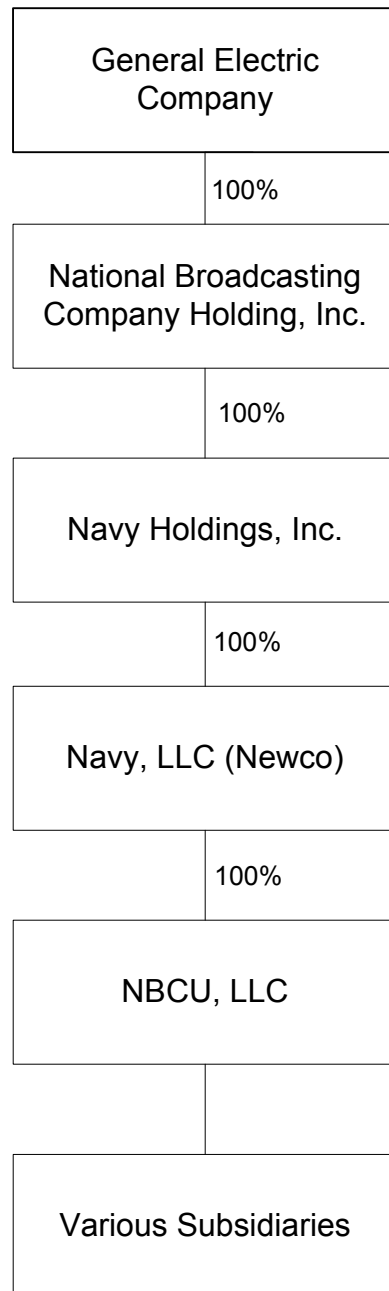 General Electric
Company
100%
National Broadcasting
Company Holding, Inc.
100%
Navy Holdings, Inc.
100%
Navy, LLC (Newco)
100%
NBCU, LLC
Various Subsidiaries